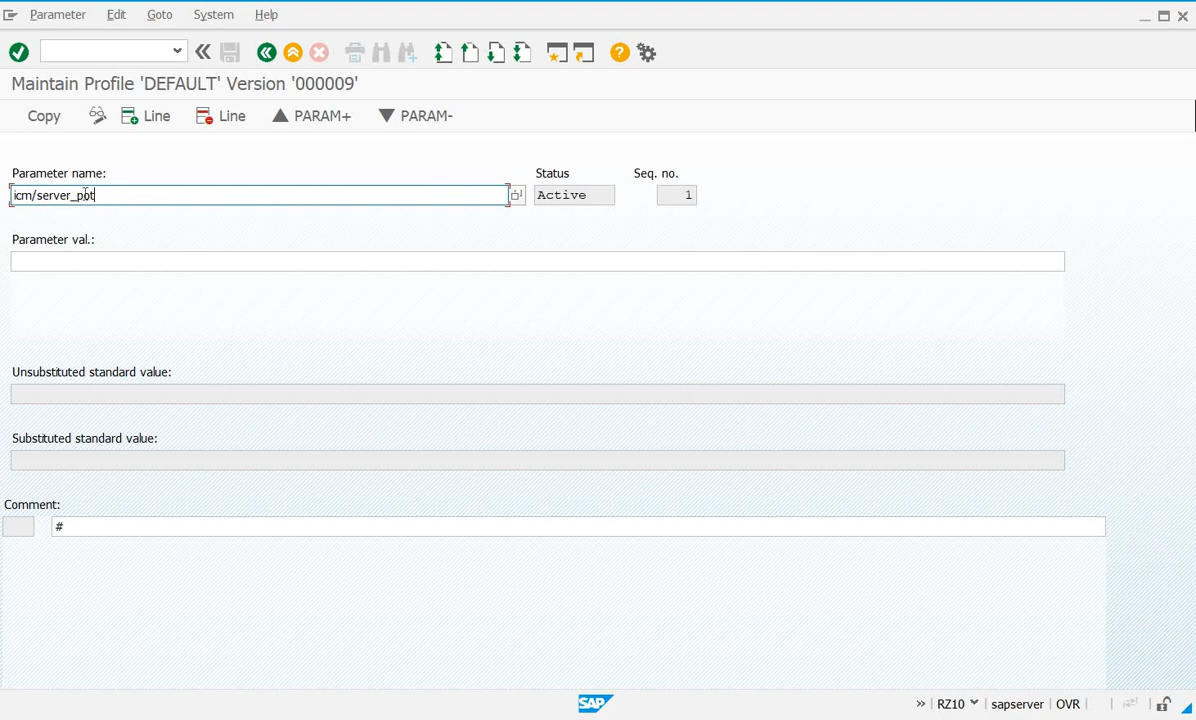 Parameter Edit Goto System Help
Maintain Profile 'DEFAULT' Version '000009'
Copy Line Line PARAM+ PARAM-
Parameter name: Status Seq. no.
icm/server_pot Active 1
Parameter val.:
Unsubstituted standard value:
Substituted standard value:
Comment:
#
SAP » RZ10 sapserver OVR